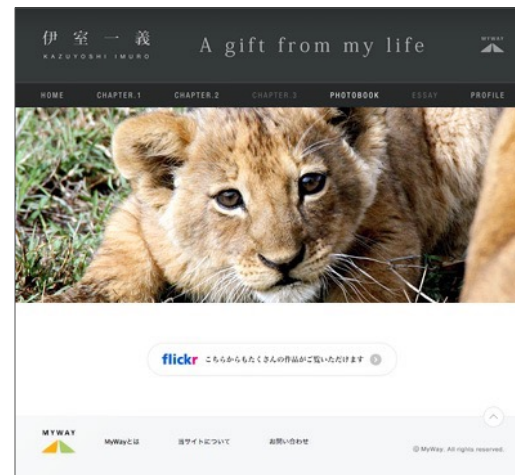 伊室 一義
KAZUYOSHI IMURO
A gift from my life
MYWAY
HOME CHAPTER.1 CHAPTER.2 CHAPTER.3 PHOTOBOOK ESSAY PROFILE
flickr こちらからもたくさんの作品がご覧いただけます
MYWAY
MyWayとは 当サイトについて お問い合わせ
© MyWay. All rights reserved.